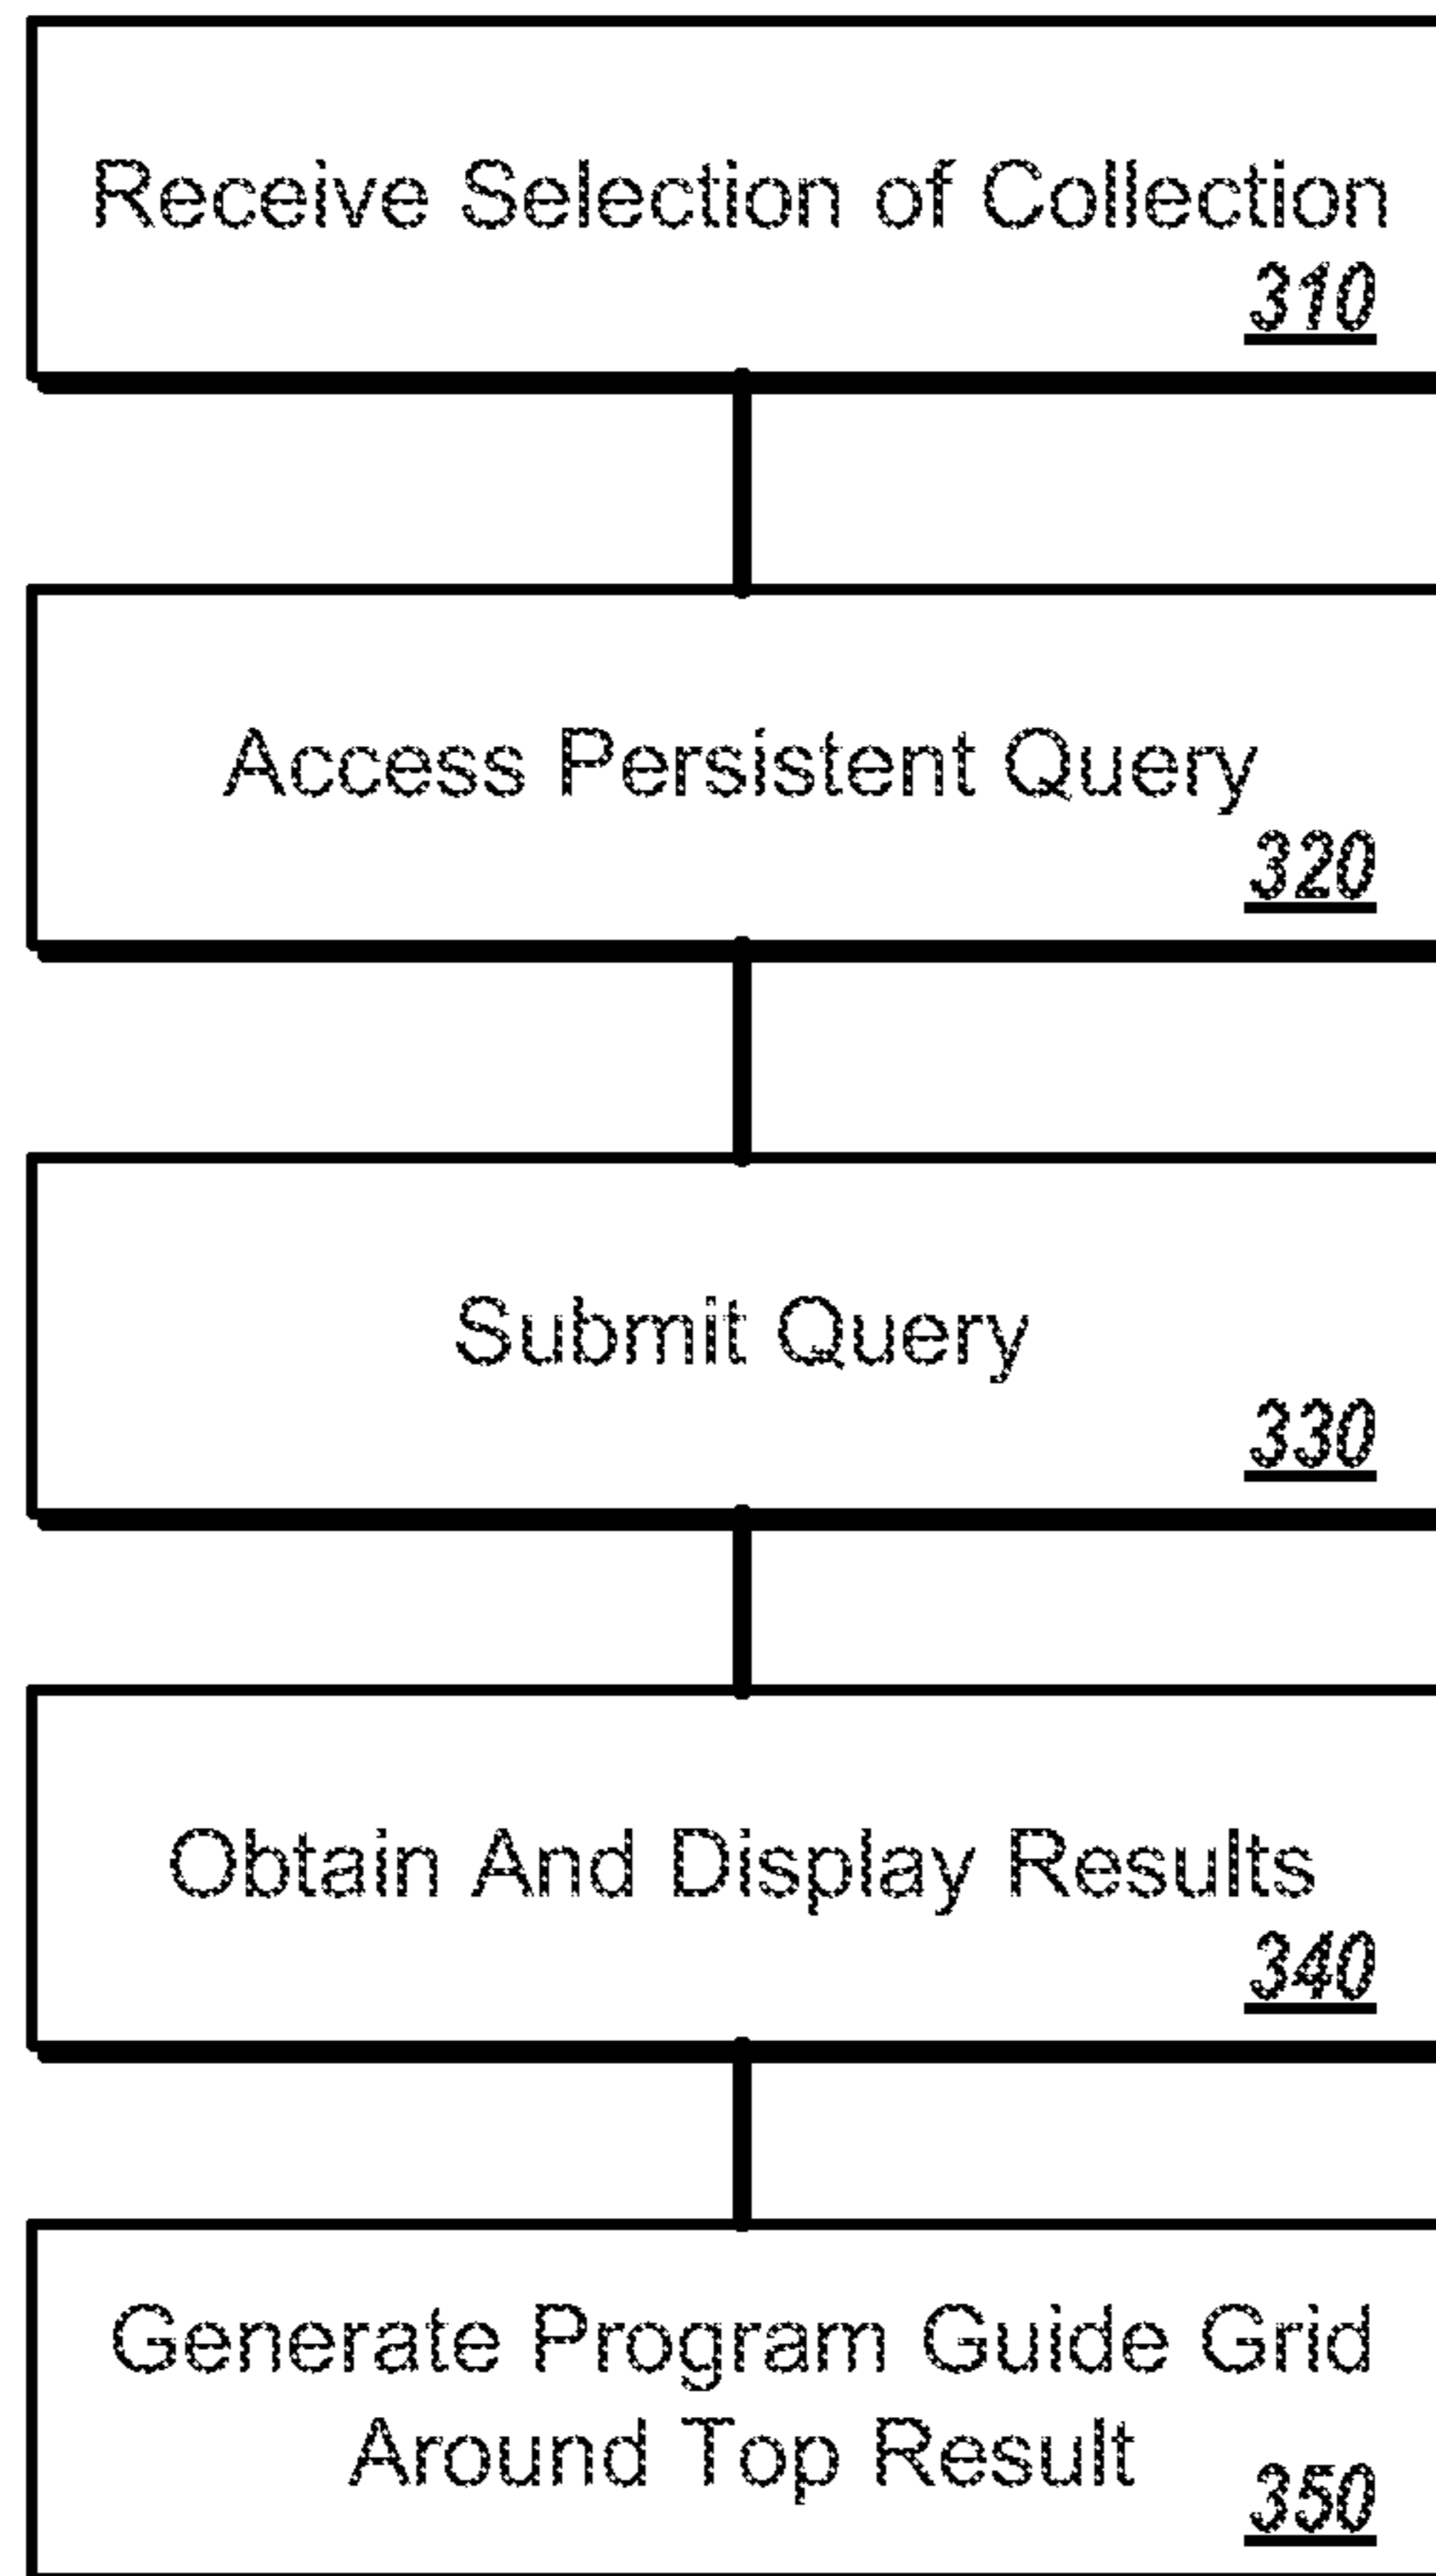 Receive Selection of Collection
310
Access Persistent Query
320
Submit Query
330
Obtain And Display Results
340
Generate Program Guide Grid
Around Top Result
350